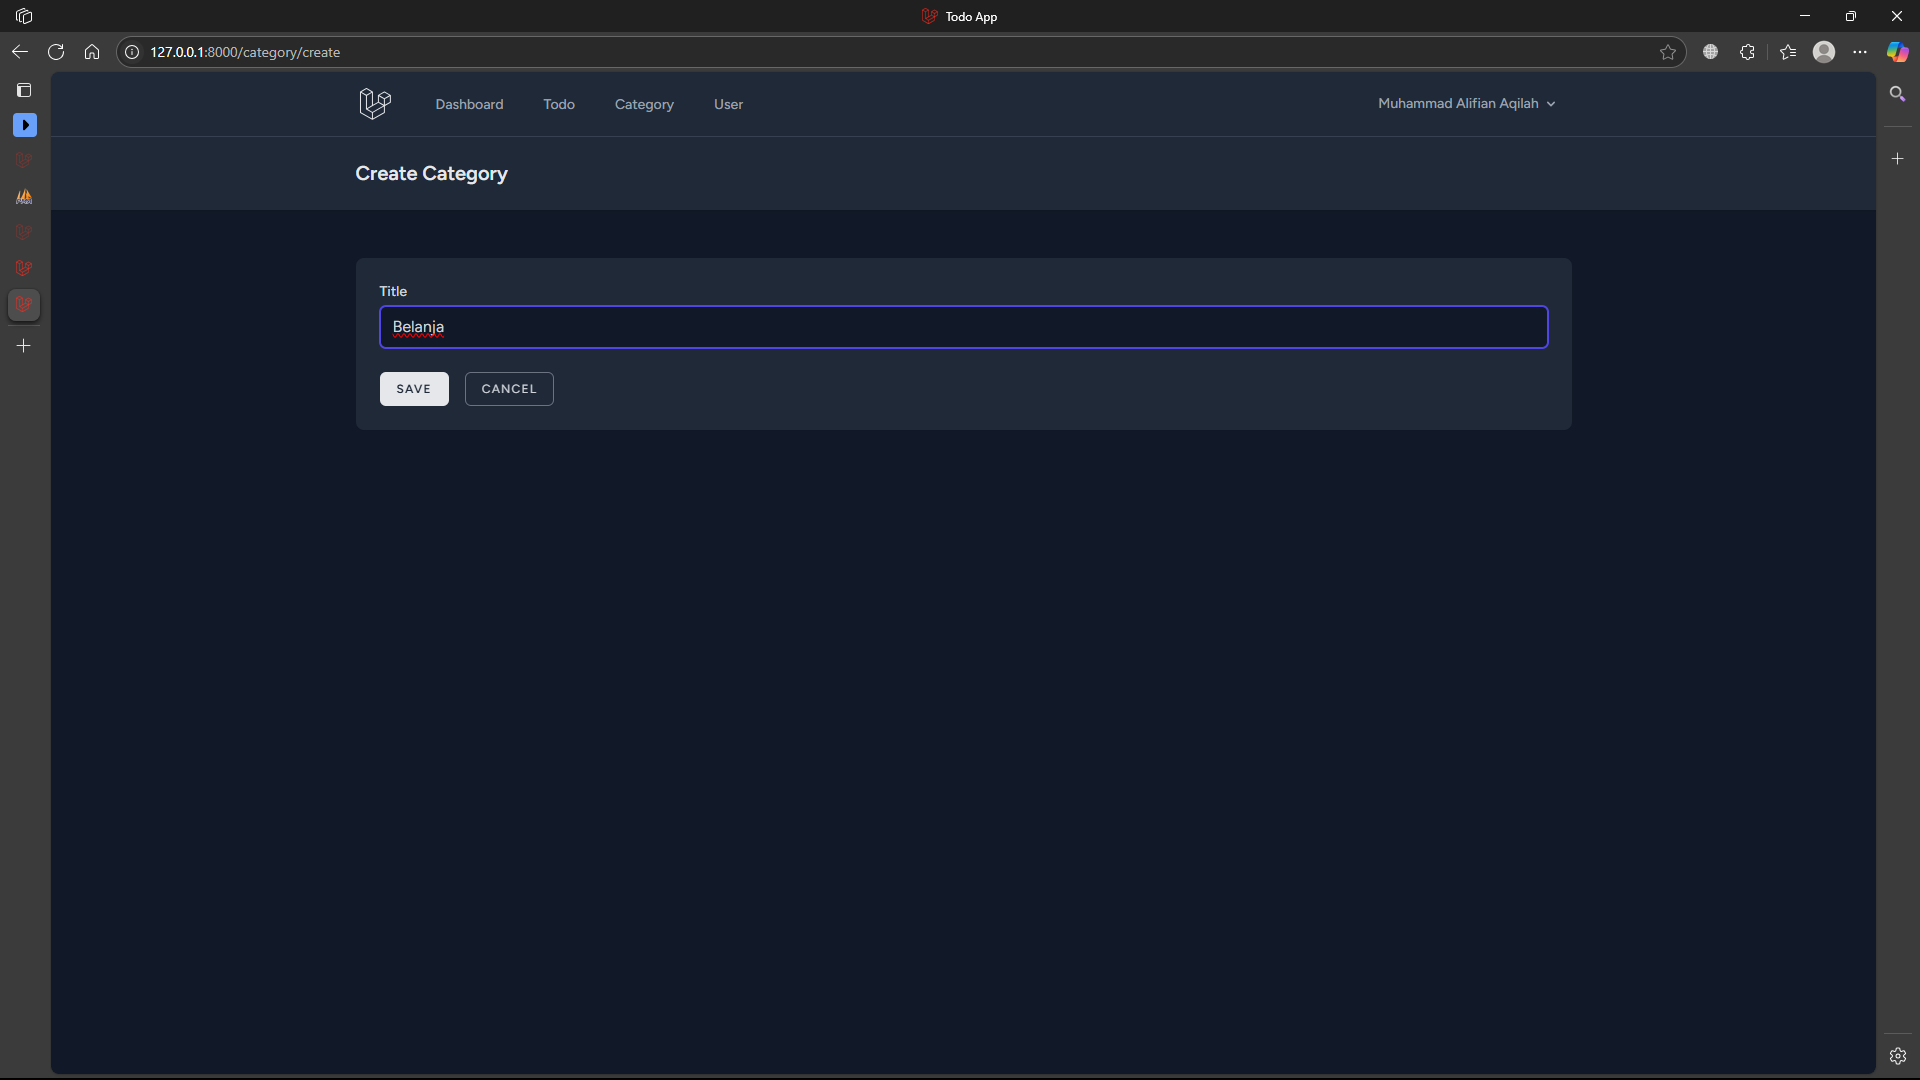 Todo App
127.0.0.1:8000/category/create
Dashboard Todo Category User Muhammad Alifian Aqilah
Create Category
Title
Belanja
SAVE CANCEL